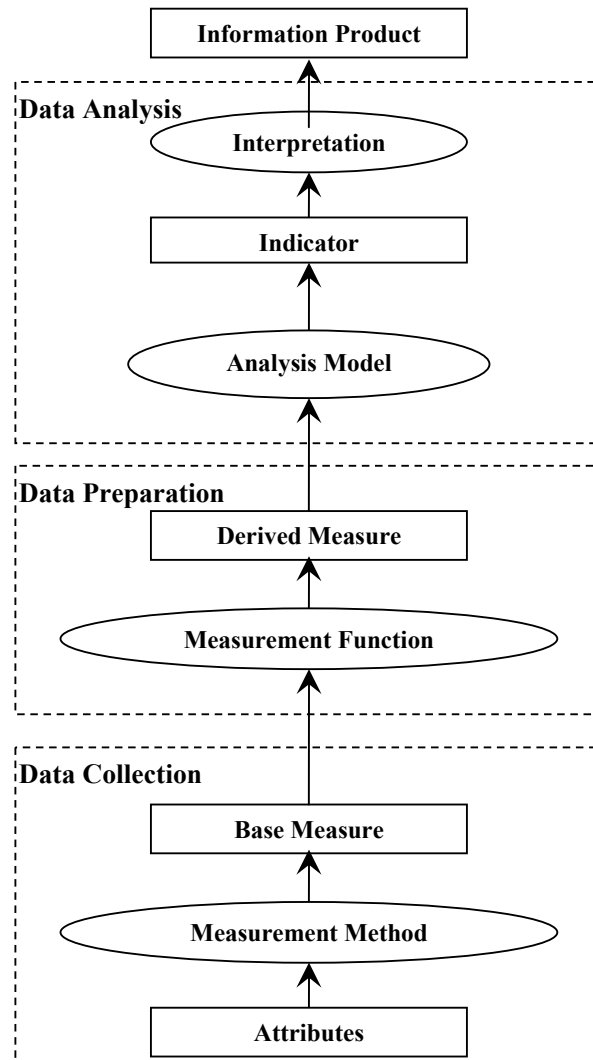 Information Product
Data Analysis
Interpretation
Indicator
Analysis Model
Data Preparation
Derived Measure
Measurement Function
Data Collection
Base Measure
Measurement Method
Attributes